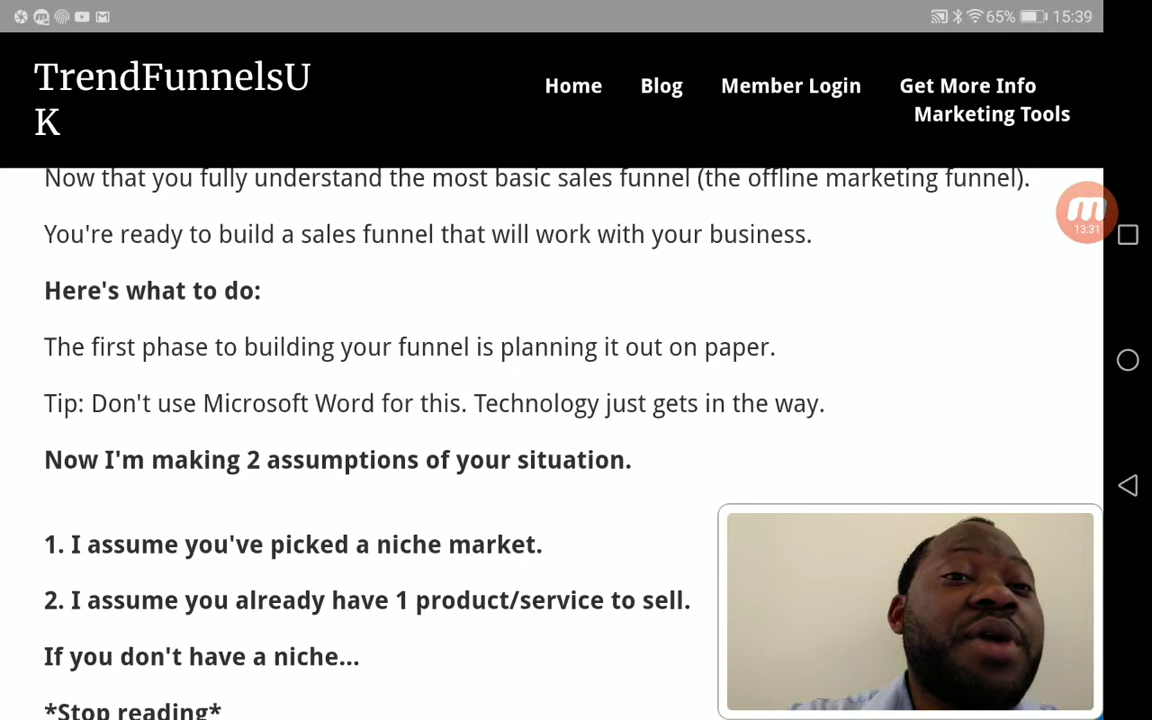 65% 15:39
TrendFunnelsU
K
Home Blog Member Login Get More Info
Marketing Tools
Now that you fully understand the most basic sales funnel (the offline marketing funnel).
m
13:31
You're ready to build a sales funnel that will work with your business.
Here's what to do:
The first phase to building your funnel is planning it out on paper.
Tip: Don't use Microsoft Word for this. Technology just gets in the way.
Now I'm making 2 assumptions of your situation.
1. I assume you've picked a niche market.
2. I assume you already have 1 product/service to sell.
If you don't have a niche...
*Stop reading*